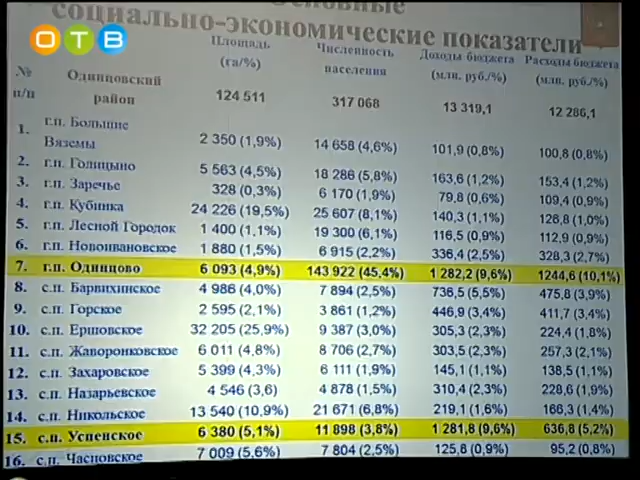 Основные
социально-экономические показатели
ОТВ
№ п/п Одинцовский район Площадь (га/%) Численность населения Доходы бюджета (млн. руб./%) Расходы бюджета (млн. руб./%)
124 511 317 068 13 319,1 12 286,1
1. г.п. Большие Вяземы 2 350 (1,9%) 14 658 (4,6%) 101,9 (0,8%) 100,8 (0,8%)
2. г.п. Голицыно 5 563 (4,5%) 18 286 (5,8%) 163,6 (1,2%) 153,4 (1,2%)
3. г.п. Заречье 328 (0,3%) 6 170 (1,9%) 79,8 (0,6%) 109,4 (0,9%)
4. г.п. Кубинка 24 226 (19,5%) 25 607 (8,1%) 140,3 (1,1%) 126,8 (1,0%)
5. г.п. Лесной Городок 1 400 (1,1%) 19 300 (6,1%) 116,5 (0,9%) 112,9 (0,9%)
6. г.п. Новоивановское 1 880 (1,5%) 6 915 (2,2%) 336,4 (2,5%) 328,3 (2,7%)
7. г.п. Одинцово 6 093 (4,9%) 143 922 (45,4%) 1 282,2 (9,6%) 1244,6 (10,1%)
8. с.п. Барвихинское 4 986 (4,0%) 7 894 (2,5%) 736,5 (5,5%) 475,8 (3,9%)
9. с.п. Горское 2 595 (2,1%) 3 861 (1,2%) 446,9 (3,4%) 411,7 (3,4%)
10. с.п. Ершовское 32 205 (25,9%) 9 387 (3,0%) 305,3 (2,3%) 224,4 (1,8%)
11. с.п. Жаворонковское 6 011 (4,8%) 8 706 (2,7%) 303,5 (2,3%) 257,3 (2,1%)
12. с.п. Захаровское 5 399 (4,3%) 6 111 (1,9%) 145,1 (1,1%) 138,5 (1,1%)
13. с.п. Назарьевское 4 546 (3,6) 4 878 (1,5%) 310,4 (2,3%) 228,6 (1,9%)
14. с.п. Никольское 13 540 (10,9%) 21 671 (6,8%) 219,1 (1,6%) 166,3 (1,4%)
15. с.п. Успенское 6 380 (5,1%) 11 898 (3,8%) 1 281,8 (9,6%) 636,8 (5,2%)
16. с.п. Часцовское 7 009 (5,6%) 7 804 (2,5%) 125,8 (0,9%) 95,2 (0,8%)